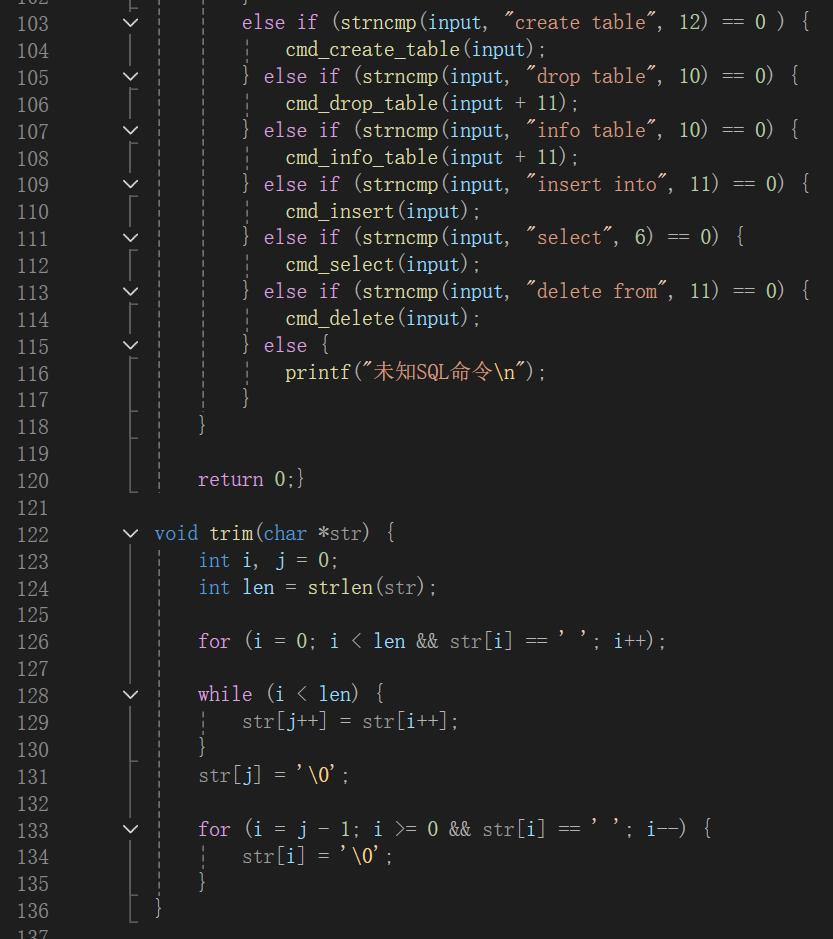 103 else if (strncmp(input, "create table", 12) == 0 ) {
104 cmd_create_table(input);
105 } else if (strncmp(input, "drop table", 10) == 0) {
106 cmd_drop_table(input + 11);
107 } else if (strncmp(input, "info table", 10) == 0) {
108 cmd_info_table(input + 11);
109 } else if (strncmp(input, "insert into", 11) == 0) {
110 cmd_insert(input);
111 } else if (strncmp(input, "select", 6) == 0) {
112 cmd_select(input);
113 } else if (strncmp(input, "delete from", 11) == 0) {
114 cmd_delete(input);
115 } else {
116 printf("未知SQL命令\n");
117 }
118 }
119
120 return 0;}
121
122 void trim(char *str) {
123 int i, j = 0;
124 int len = strlen(str);
125
126 for (i = 0; i < len && str[i] == ' '; i++);
127
128 while (i < len) {
129 str[j++] = str[i++];
130 }
131 str[j] = '\0';
132
133 for (i = j - 1; i >= 0 && str[i] == ' '; i--) {
134 str[i] = '\0';
135 }
136 }